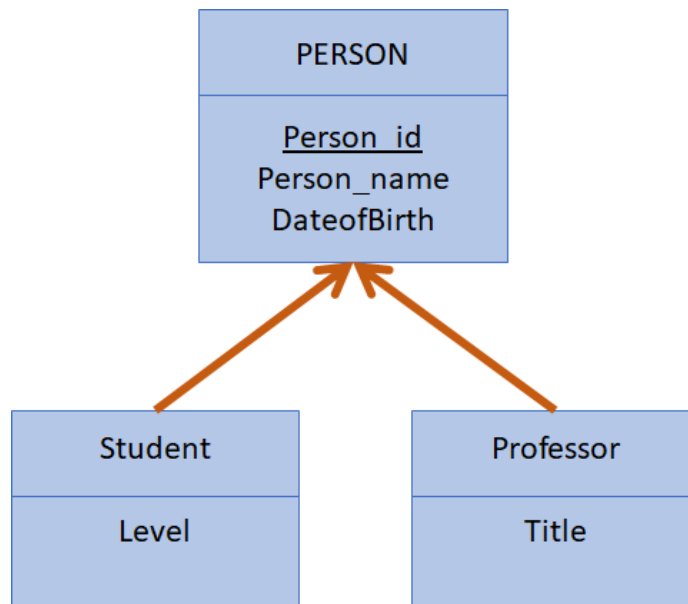 PERSON
Person_id
Person_name
DateofBirth
Student
Professor
Level
Title